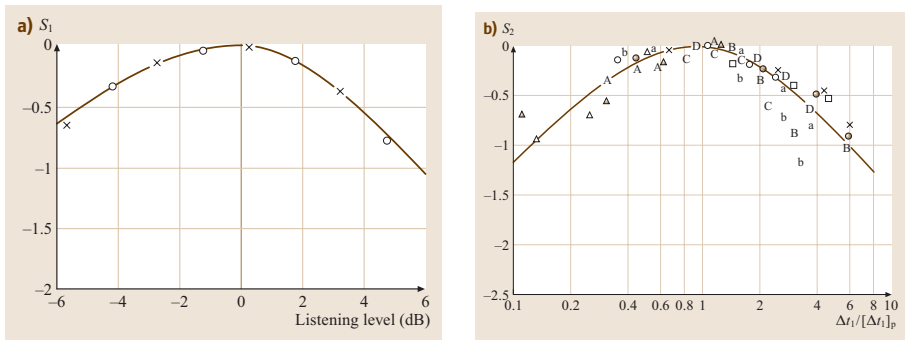 a) S1
0
−0.5
−1
−1.5
−2
−6 −4 −2 0 2 4 6
Listening level (dB)
b) S2
0
−0.5
−1
−1.5
−2
−2.5
0.1 0.2 0.4 0.6 0.8 1 2 4 6 8 10
Δt1/[Δt1]p
b a D A B a
A A C C C D
A b B D a
C D
b a
B B
b